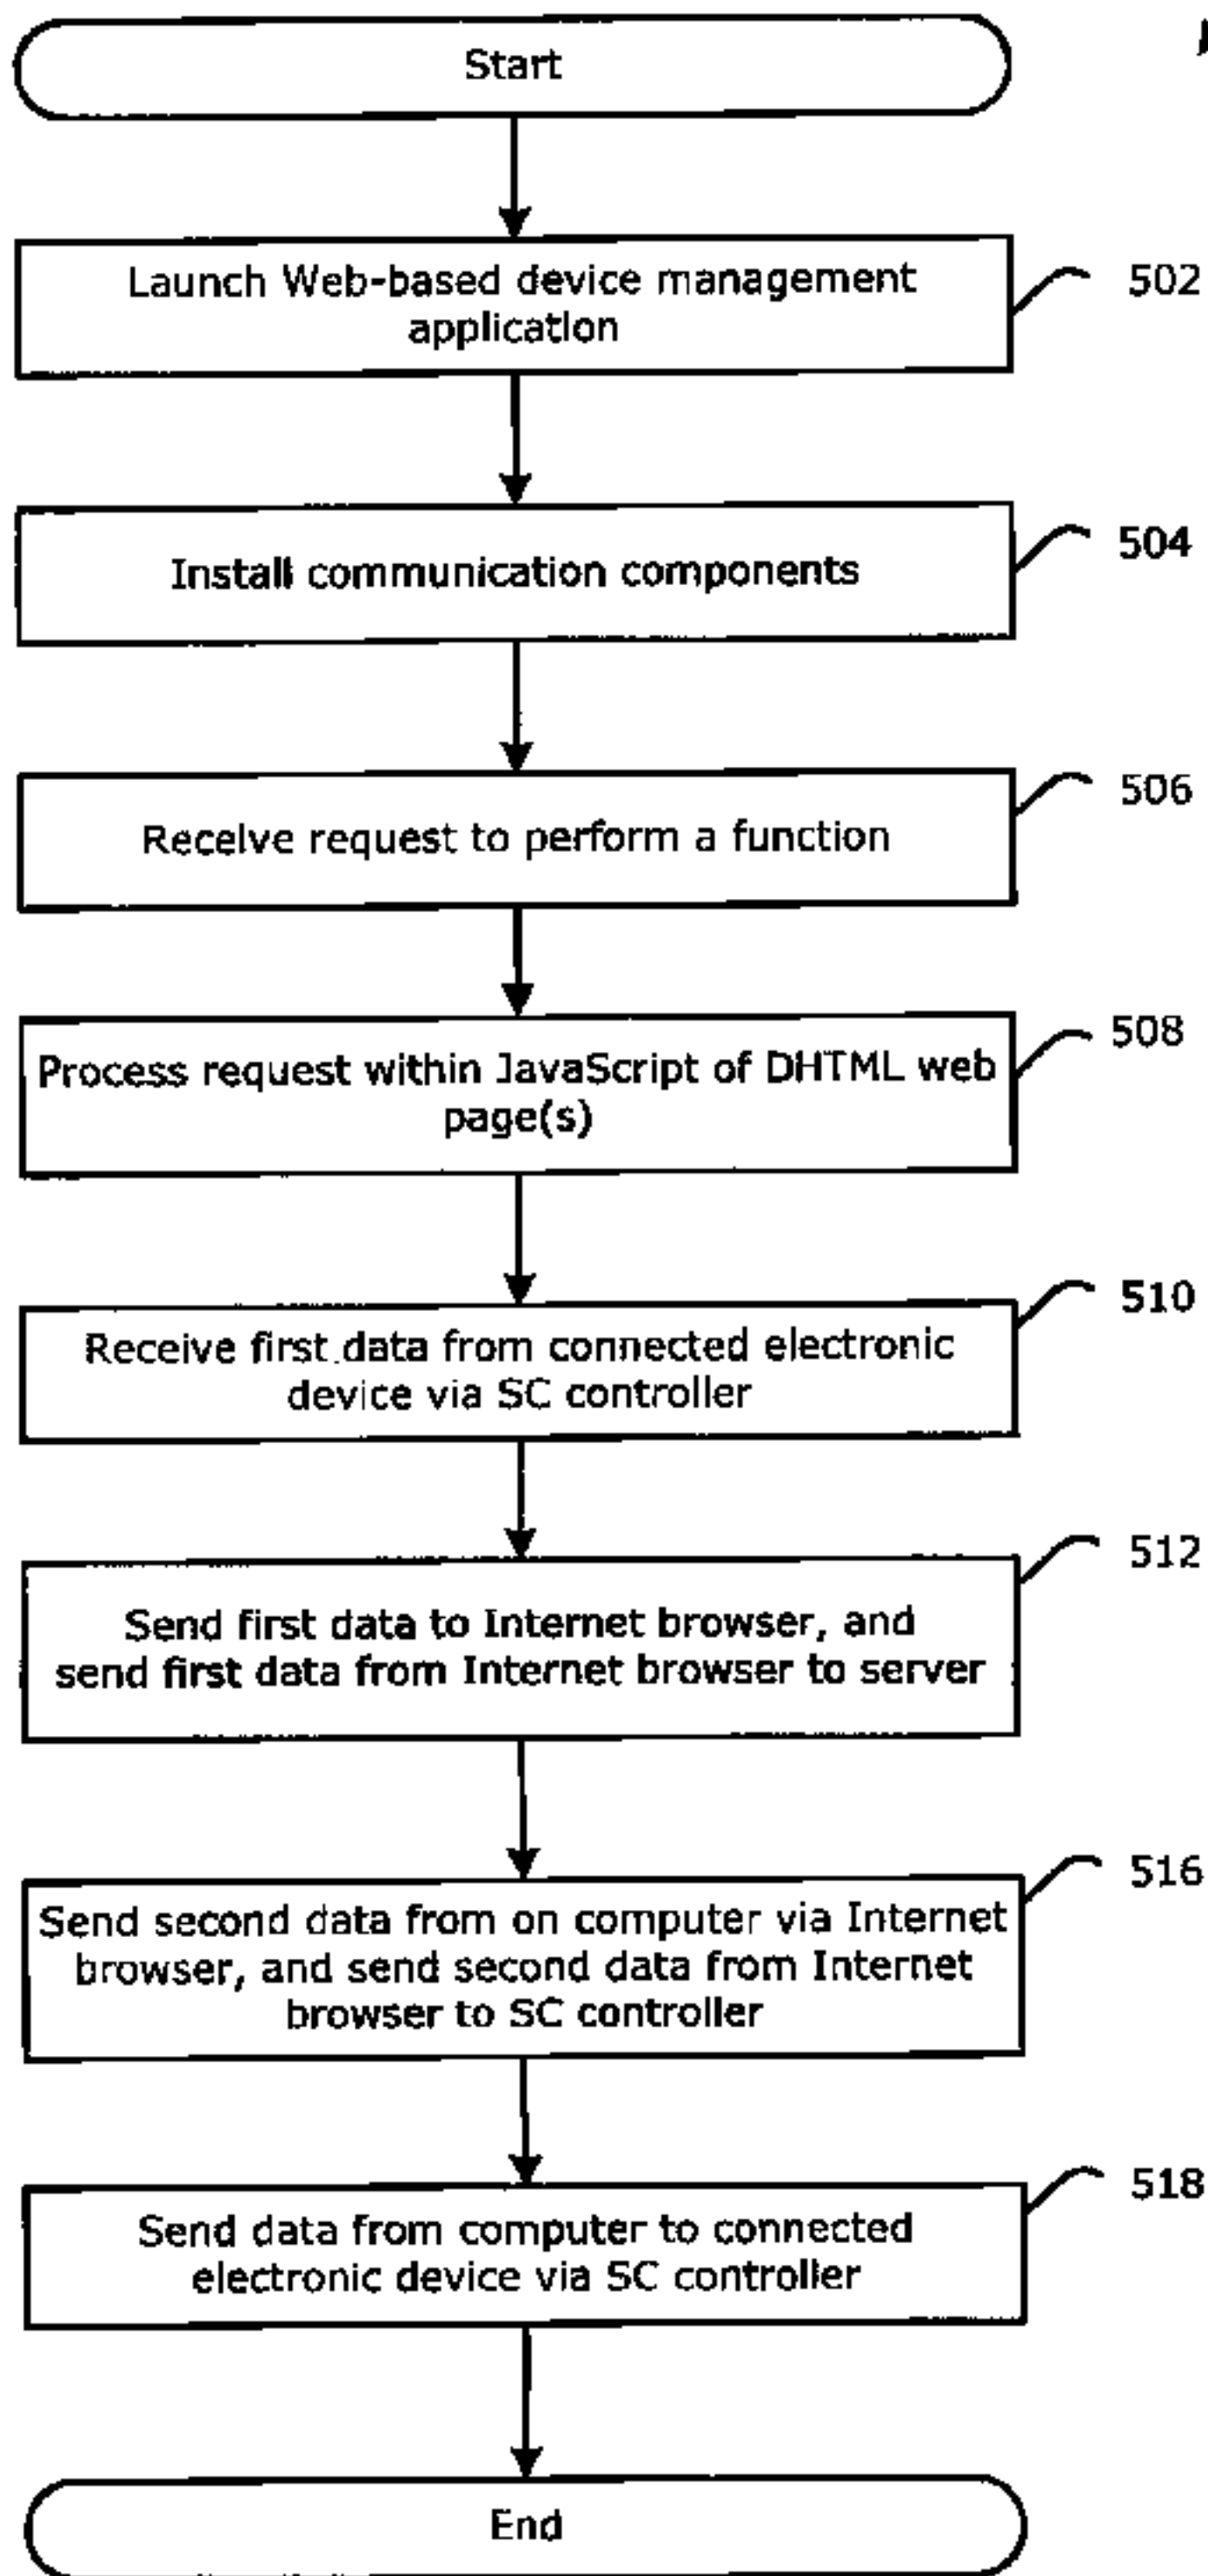 Start
Launch Web-based device management
application
502
Install communication components
504
Receive request to perform a function
506
Process request within JavaScript of DHTML web
page(s)
508
Receive first data from connected electronic
device via SC controller
510
Send first data to Internet browser, and
send first data from Internet browser to server
512
Send second data from on computer via Internet
browser, and send second data from Internet
browser to SC controller
516
Send data from computer to connected
electronic device via SC controller
518
End